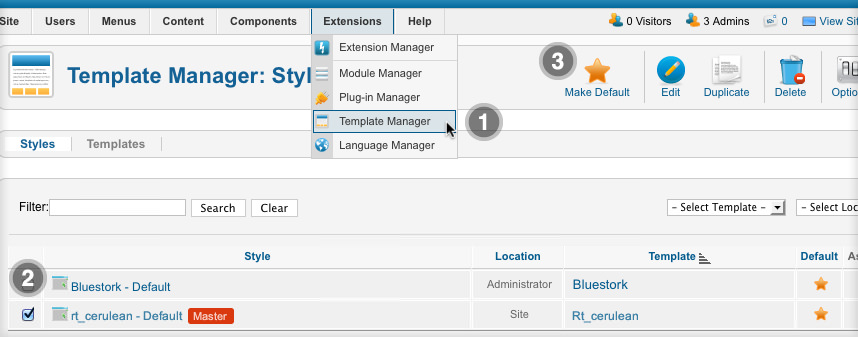 Site Users Menus Content Components Extensions Help 0 Visitors 3 Admins 0 View Sit
Extension Manager
Module Manager
Plug-in Manager
Template Manager
Language Manager
1
Template Manager: Styl
3
Make Default Edit Duplicate Delete Optio
Styles Templates
Filter: Search Clear - Select Template - - Select Loc
Style Location Template Default As
2
Bluestork - Default Administrator Bluestork
rt_cerulean - Default Master Site Rt_cerulean